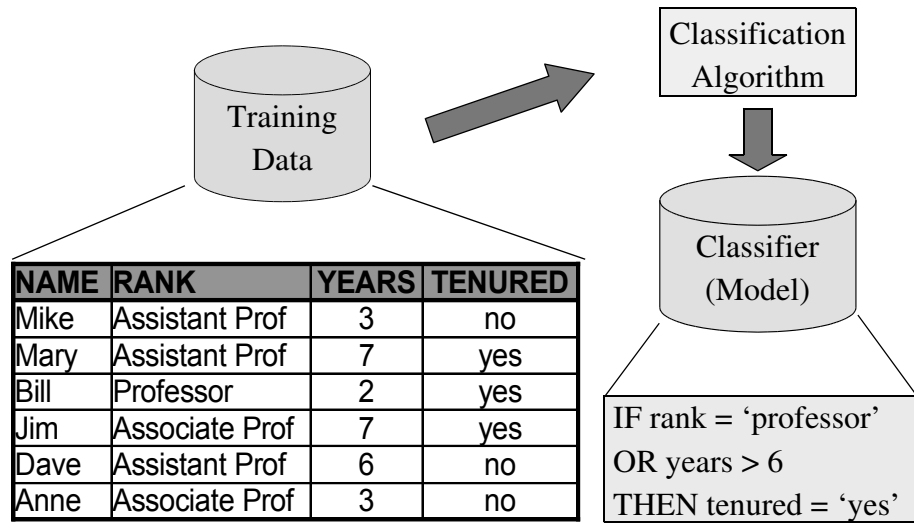 Classification
Algorithm
Training
Data
Classifier
(Model)
NAME RANK YEARS TENURED
Mike Assistant Prof 3 no
Mary Assistant Prof 7 yes
Bill Professor 2 yes
Jim Associate Prof 7 yes
Dave Assistant Prof 6 no
Anne Associate Prof 3 no
IF rank = ‘professor’
OR years > 6
THEN tenured = ‘yes’